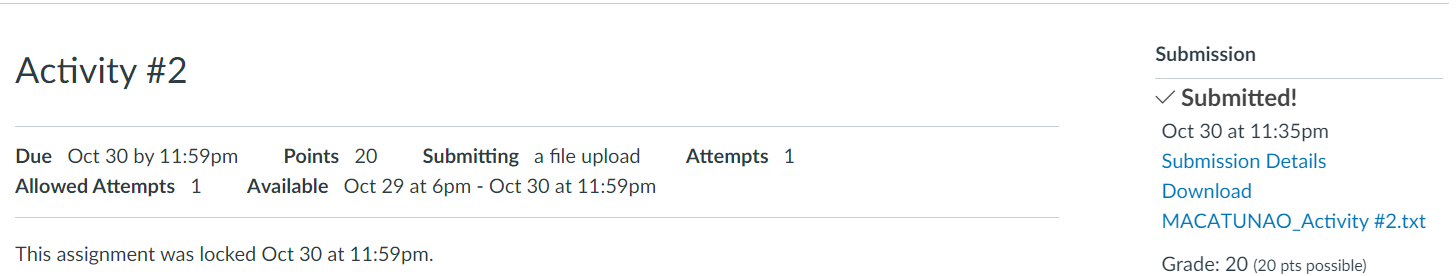 Activity #2
Due Oct 30 by 11:59pm Points 20 Submitting a file upload Attempts 1
Allowed Attempts 1 Available Oct 29 at 6pm - Oct 30 at 11:59pm
This assignment was locked Oct 30 at 11:59pm.
Submission
✓ Submitted!
Oct 30 at 11:35pm
Submission Details
Download
MACATUNAO_Activity #2.txt
Grade: 20 (20 pts possible)